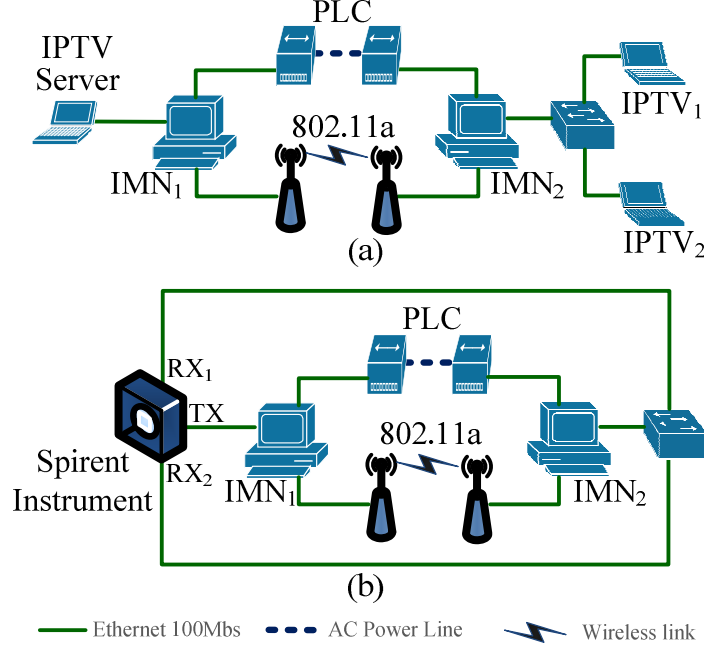 PLC
IPTV
Server
802.11a
IMN₁
IMN₂
IPTV₁
IPTV₂
(a)
PLC
RX₁
TX
802.11a
Spirent
Instrument
RX₂
IMN₁
IMN₂
(b)
Ethernet 100Mbs
AC Power Line
Wireless link